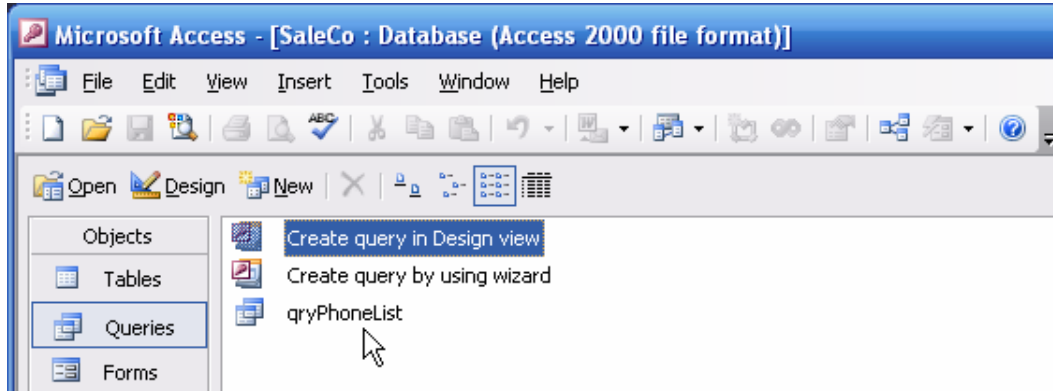 Microsoft Access - [SaleCo : Database (Access 2000 file format)]
File Edit View Insert Tools Window Help
ABC W
Open Design New
Objects
Create query in Design view
Tables
Create query by using wizard
Queries
qryPhoneList
Forms